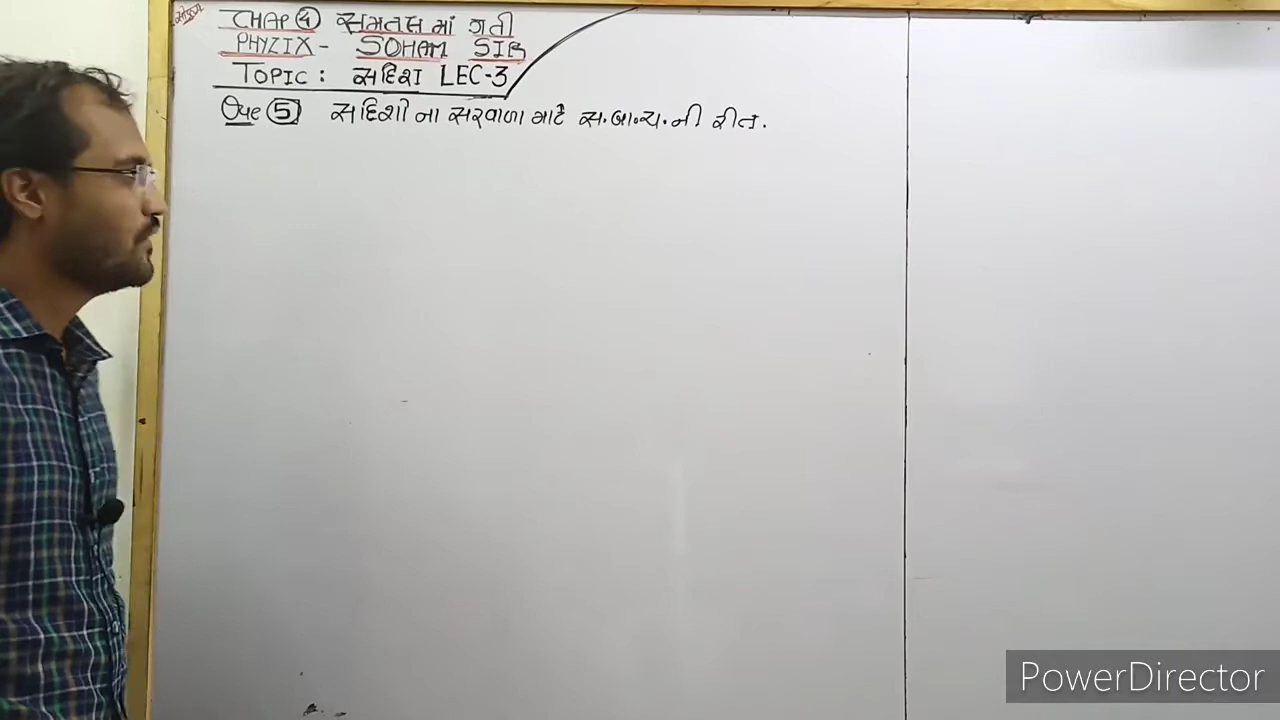 CHAP ④ સમતલ માં ગતી
PHYZIX- SOHAM SIR
TOPIC: સદિશ LEC-3
Que ⑤ સદિશો ના સરવાળા માટે સ.બા.ચ.ની રીત.
PowerDirector